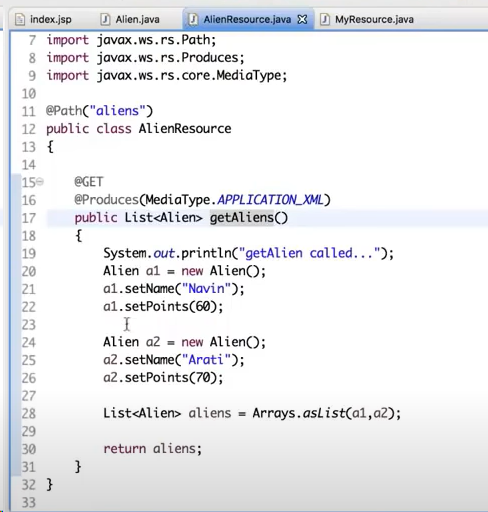 index.jsp Alien.java AlienResource.java MyResource.java
7 import javax.ws.rs.Path;
8 import javax.ws.rs.Produces;
9 import javax.ws.rs.core.MediaType;
10
11 @Path("aliens")
12 public class AlienResource
13 {
14
15 @GET
16 @Produces(MediaType.APPLICATION_XML)
17 public List<Alien> getAliens()
18 {
19 System.out.println("getAlien called...");
20 Alien a1 = new Alien();
21 a1.setName("Navin");
22 a1.setPoints(60);
23
24 Alien a2 = new Alien();
25 a2.setName("Arati");
26 a2.setPoints(70);
27
28 List<Alien> aliens = Arrays.asList(a1,a2);
29
30 return aliens;
31 }
32 }
33